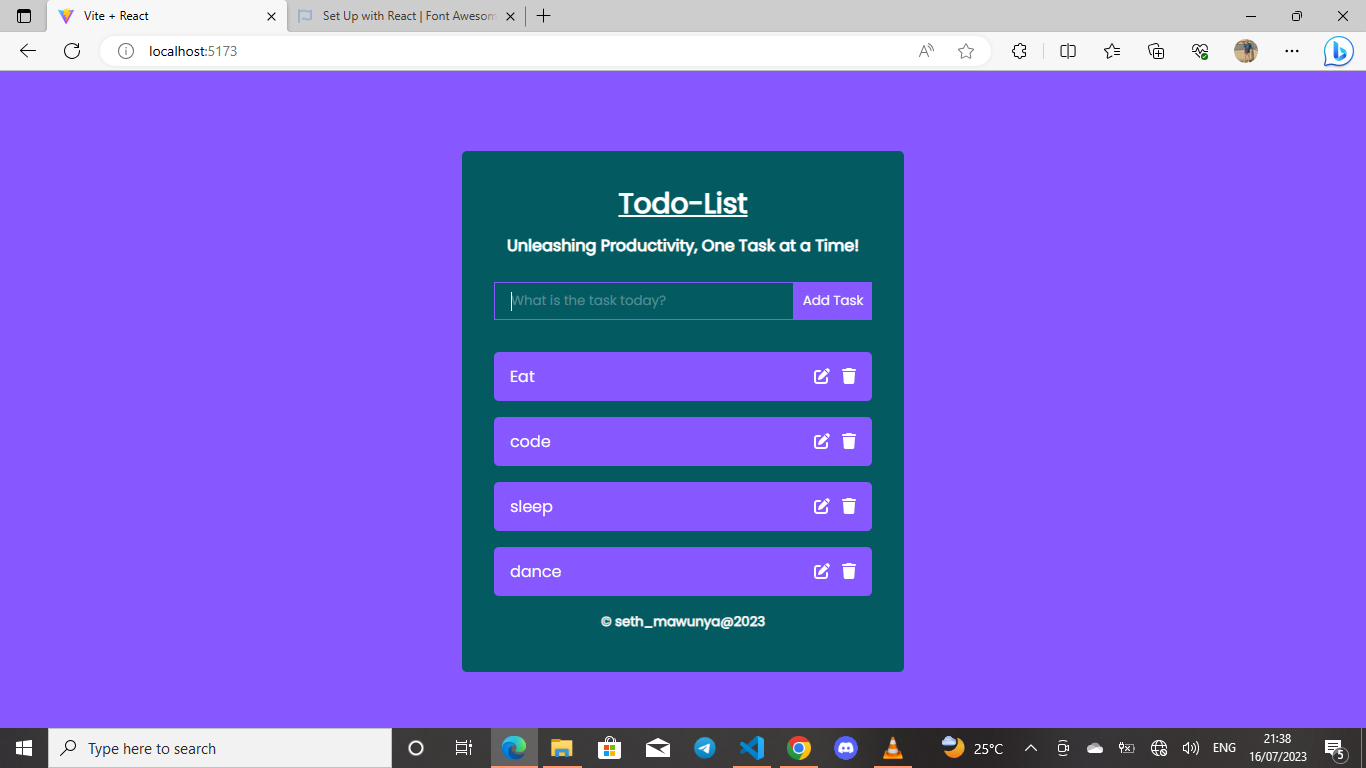 Vite + React
Set Up with React | Font Awesom
localhost:5173
Todo-List
Unleashing Productivity, One Task at a Time!
What is the task today?
Add Task
Eat
code
sleep
dance
© seth_mawunya@2023
Type here to search
25°C
ENG
21:38
16/07/2023
5